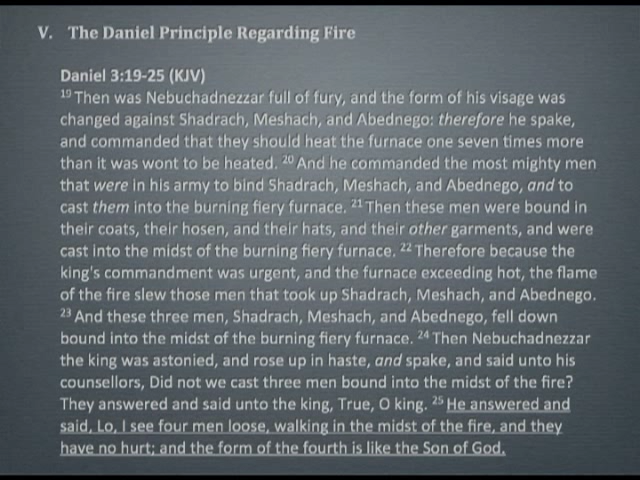 V. The Daniel Principle Regarding Fire
Daniel 3:19-25 (KJV)
19 Then was Nebuchadnezzar full of fury, and the form of his visage was
changed against Shadrach, Meshach, and Abednego: therefore he spake,
and commanded that they should heat the furnace one seven times more
than it was wont to be heated. 20 And he commanded the most mighty men
that were in his army to bind Shadrach, Meshach, and Abednego, and to
cast them into the burning fiery furnace. 21 Then these men were bound in
their coats, their hosen, and their hats, and their other garments, and were
cast into the midst of the burning fiery furnace. 22 Therefore because the
king's commandment was urgent, and the furnace exceeding hot, the flame
of the fire slew those men that took up Shadrach, Meshach, and Abednego.
23 And these three men, Shadrach, Meshach, and Abednego, fell down
bound into the midst of the burning fiery furnace. 24 Then Nebuchadnezzar
the king was astonied, and rose up in haste, and spake, and said unto his
counsellors, Did not we cast three men bound into the midst of the fire?
They answered and said unto the king, True, O king. 25 He answered and
said, Lo, I see four men loose, walking in the midst of the fire, and they
have no hurt; and the form of the fourth is like the Son of God.